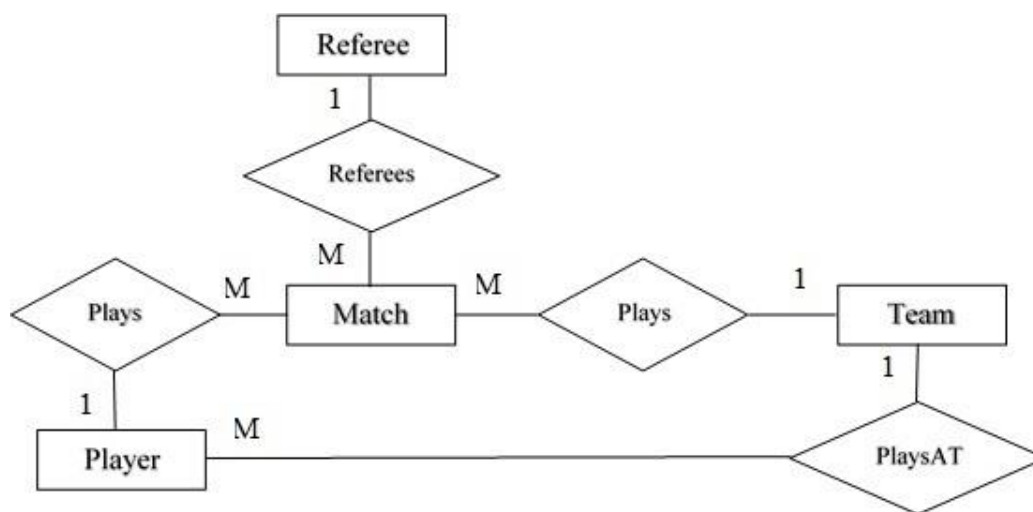 Referee
1
Referees
M
M
Match
M
Plays
Plays
1
Team
1
1
Player
M
PlaysAT